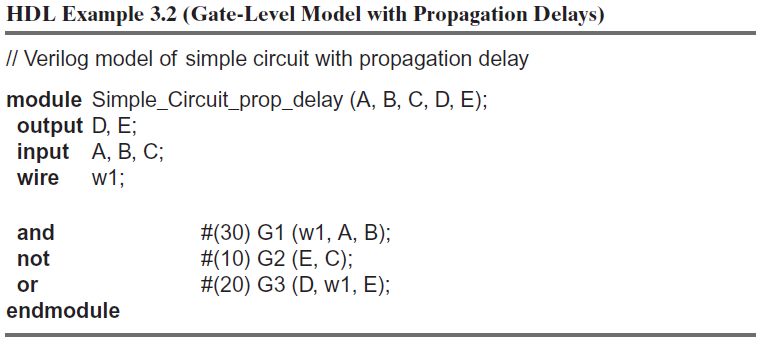 HDL Example 3.2 (Gate-Level Model with Propagation Delays)
// Verilog model of simple circuit with propagation delay
module Simple_Circuit_prop_delay (A, B, C, D, E);
output D, E;
input A, B, C;
wire w1;
and #(30) G1 (w1, A, B);
not #(10) G2 (E, C);
or #(20) G3 (D, w1, E);
endmodule